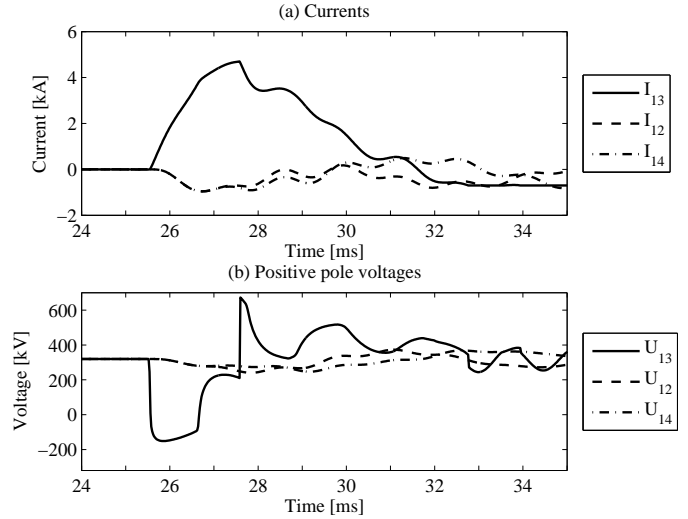 (a) Currents
6
4
2
0
−2
Current [kA]
24 26 28 30 32 34
Time [ms]
I13
I12
I14
(b) Positive pole voltages
600
400
200
0
−200
Voltage [kV]
24 26 28 30 32 34
Time [ms]
U13
U12
U14